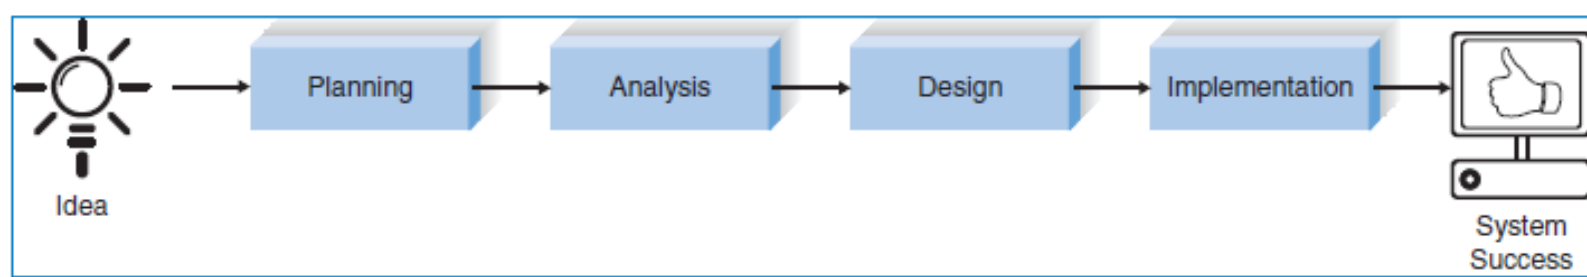 Idea
Planning
Analysis
Design
Implementation
System
Success